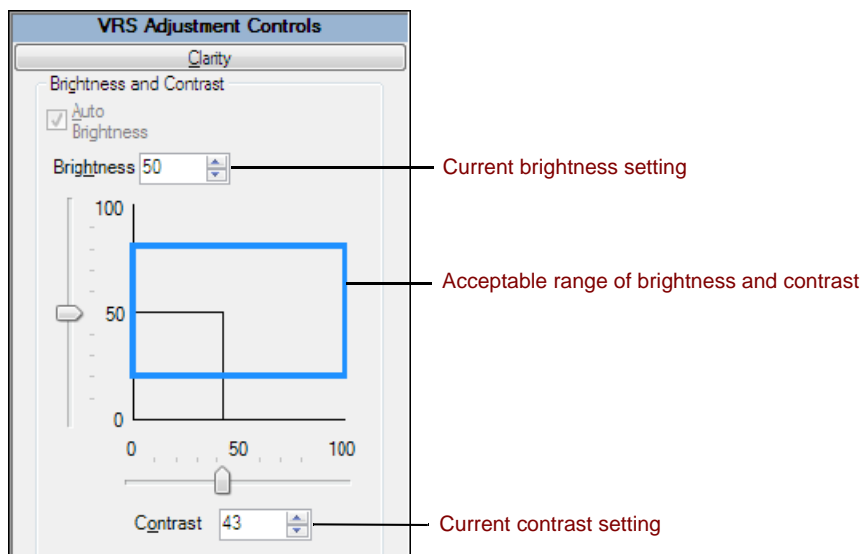 VRS Adjustment Controls
Clarity
Brightness and Contrast
Auto
Brightness
Brightness 50
Current brightness setting
100
Acceptable range of brightness and contrast
50
0
0 50 100
Contrast 43
Current contrast setting